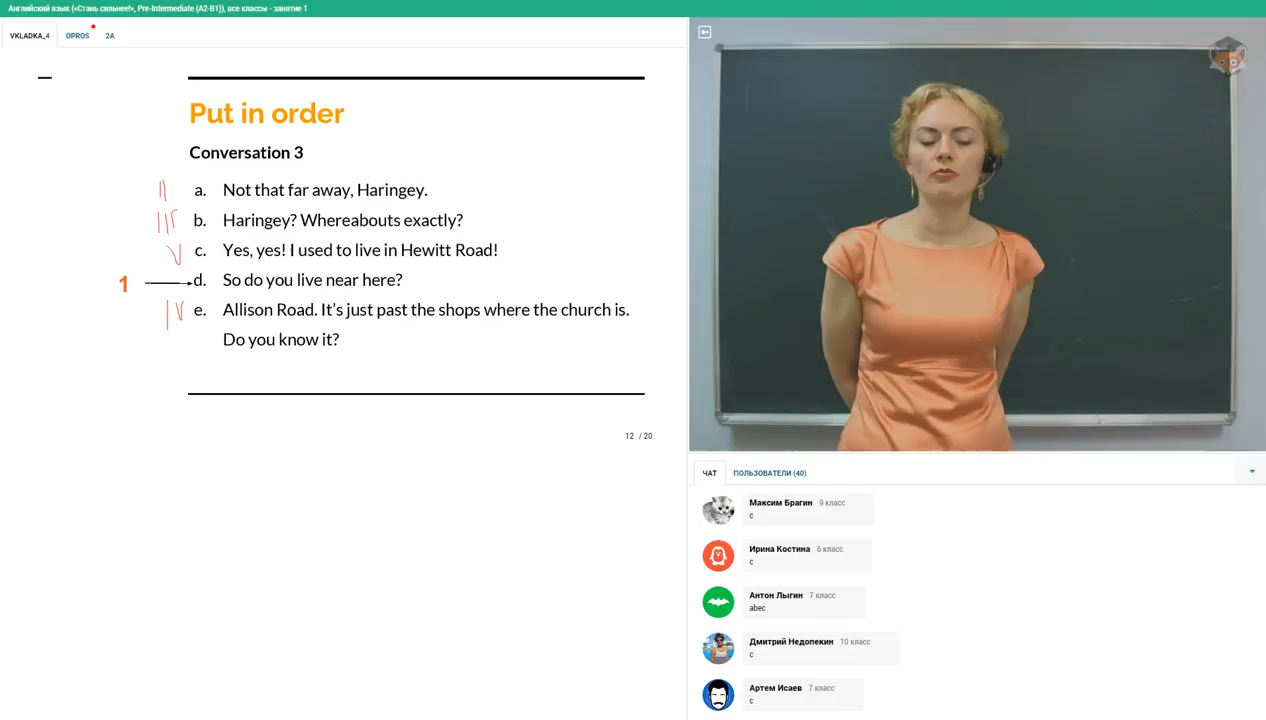 Английский язык («Стань сильнее!», Pre-Intermediate (A2-B1)), все классы - занятие 1
VKLADKA_4 OPROS 2A
Put in order
Conversation 3
II a. Not that far away, Haringey.
III b. Haringey? Whereabouts exactly?
V c. Yes, yes! I used to live in Hewitt Road!
1 d. So do you live near here?
IV e. Allison Road. It's just past the shops where the church is.
Do you know it?
12 / 20
ЧАТ ПОЛЬЗОВАТЕЛИ (40)
Максим Брагин 9 класс
c
Ирина Костина 6 класс
c
Антон Лыгин 7 класс
abec
Дмитрий Недопекин 10 класс
c
Артем Исаев 7 класс
c